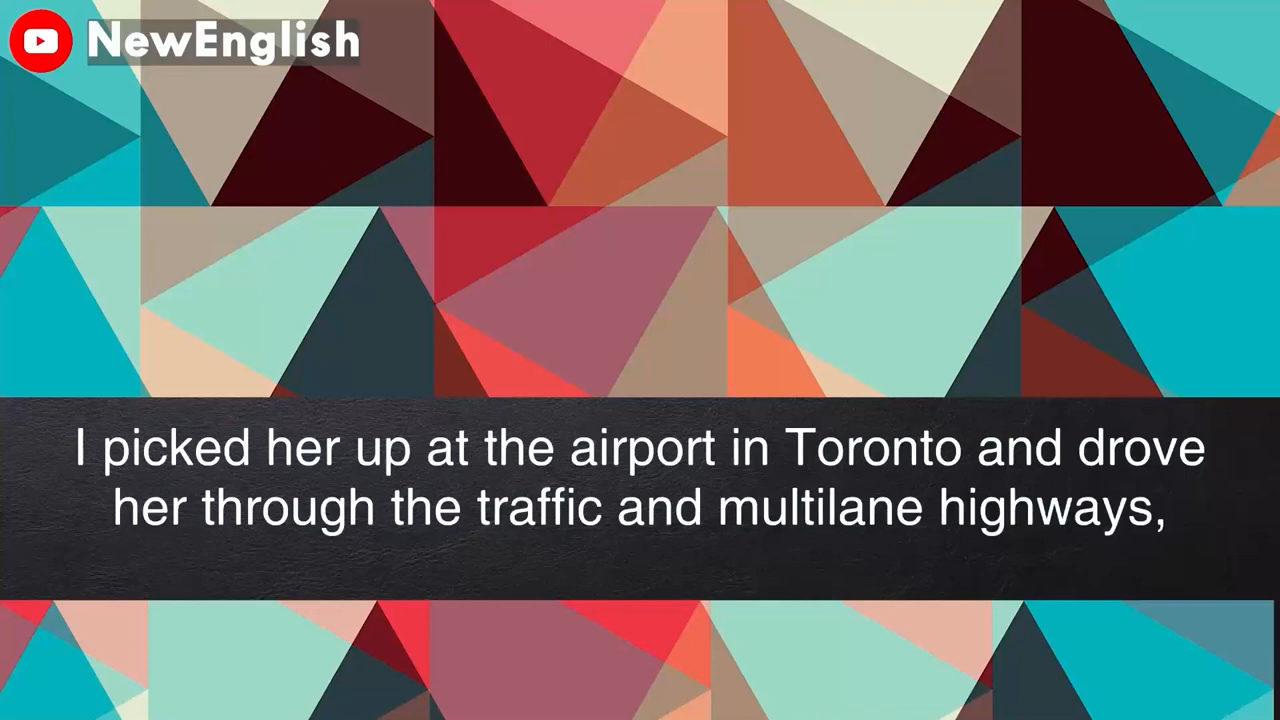 NewEnglish
I picked her up at the airport in Toronto and drove
her through the traffic and multilane highways,